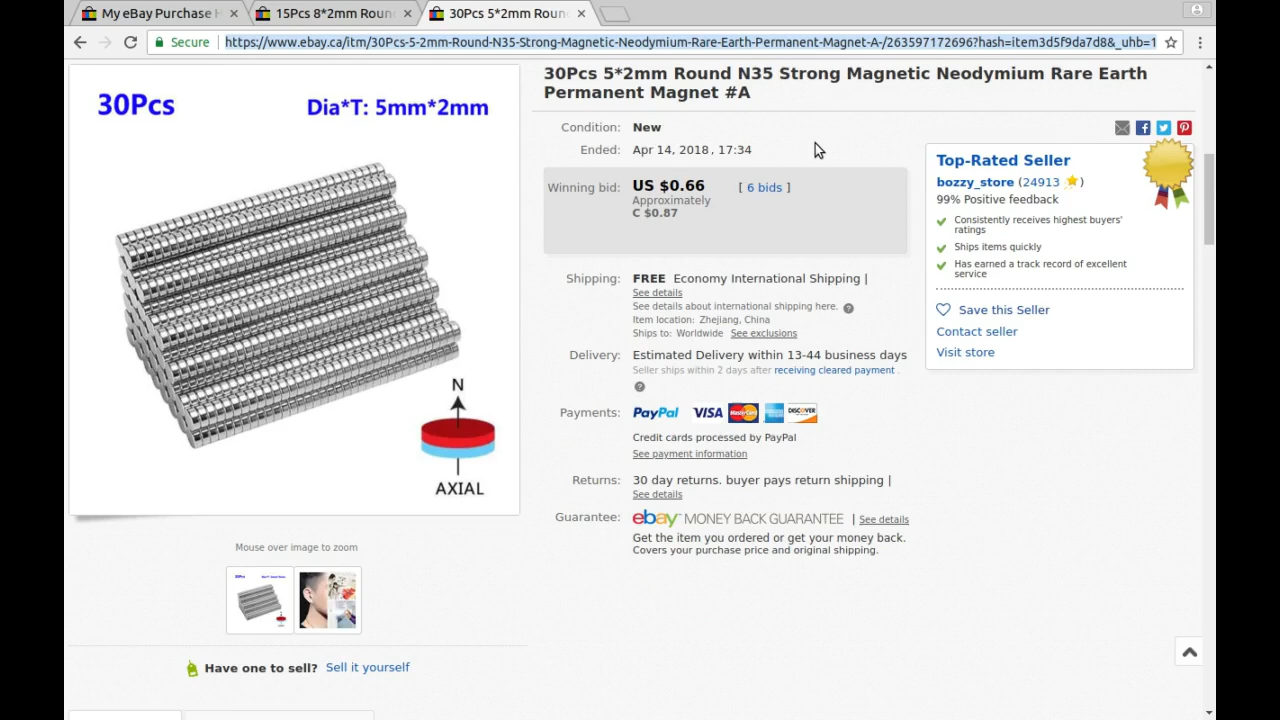 My eBay Purchase H
15Pcs 8*2mm Roun
30Pcs 5*2mm Roun
Secure
https://www.ebay.ca/itm/30Pcs-5-2mm-Round-N35-Strong-Magnetic-Neodymium-Rare-Earth-Permanent-Magnet-A-/263597172696?hash=item3d5f9da7d8&_uhb=1
30Pcs
Dia*T: 5mm*2mm
N
AXIAL
Mouse over image to zoom
Have one to sell? Sell it yourself
30Pcs 5*2mm Round N35 Strong Magnetic Neodymium Rare Earth
Permanent Magnet #A
Condition: New
Ended: Apr 14, 2018 , 17:34
Winning bid: US $0.66 [ 6 bids ]
Approximately
C $0.87
Shipping: FREE Economy International Shipping |
See details
See details about international shipping here. ?
Item location: Zhejiang, China
Ships to: Worldwide See exclusions
Delivery: Estimated Delivery within 13-44 business days
Seller ships within 2 days after receiving cleared payment .
?
Payments: PayPal VISA MasterCard AMERICAN EXPRESS DISCOVER
Credit cards processed by PayPal
See payment information
Returns: 30 day returns. buyer pays return shipping |
See details
Guarantee: ebay MONEY BACK GUARANTEE | See details
Get the item you ordered or get your money back.
Covers your purchase price and original shipping.
Top-Rated Seller
bozzy_store (24913 )
99% Positive feedback
Consistently receives highest buyers'
ratings
Ships items quickly
Has earned a track record of excellent
service
Save this Seller
Contact seller
Visit store